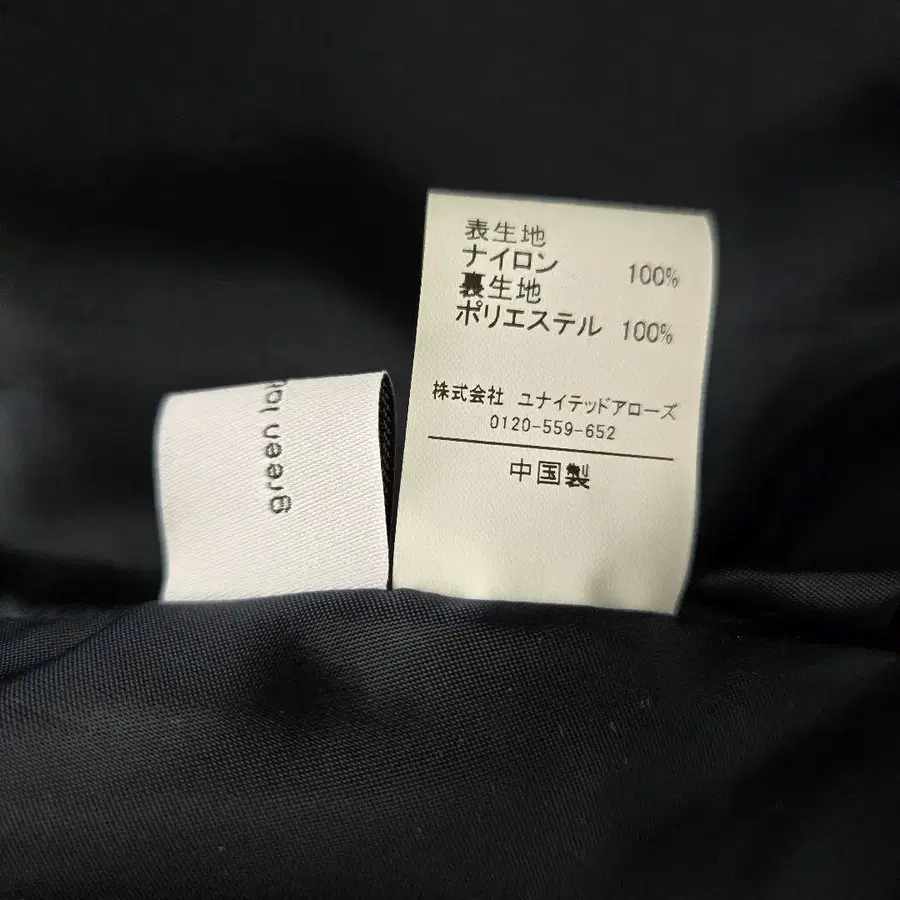 green
表生地
ナイロン 100%
裏生地
ポリエステル 100%
株式会社 ユナイテッドアローズ
0120-559-652
中国製